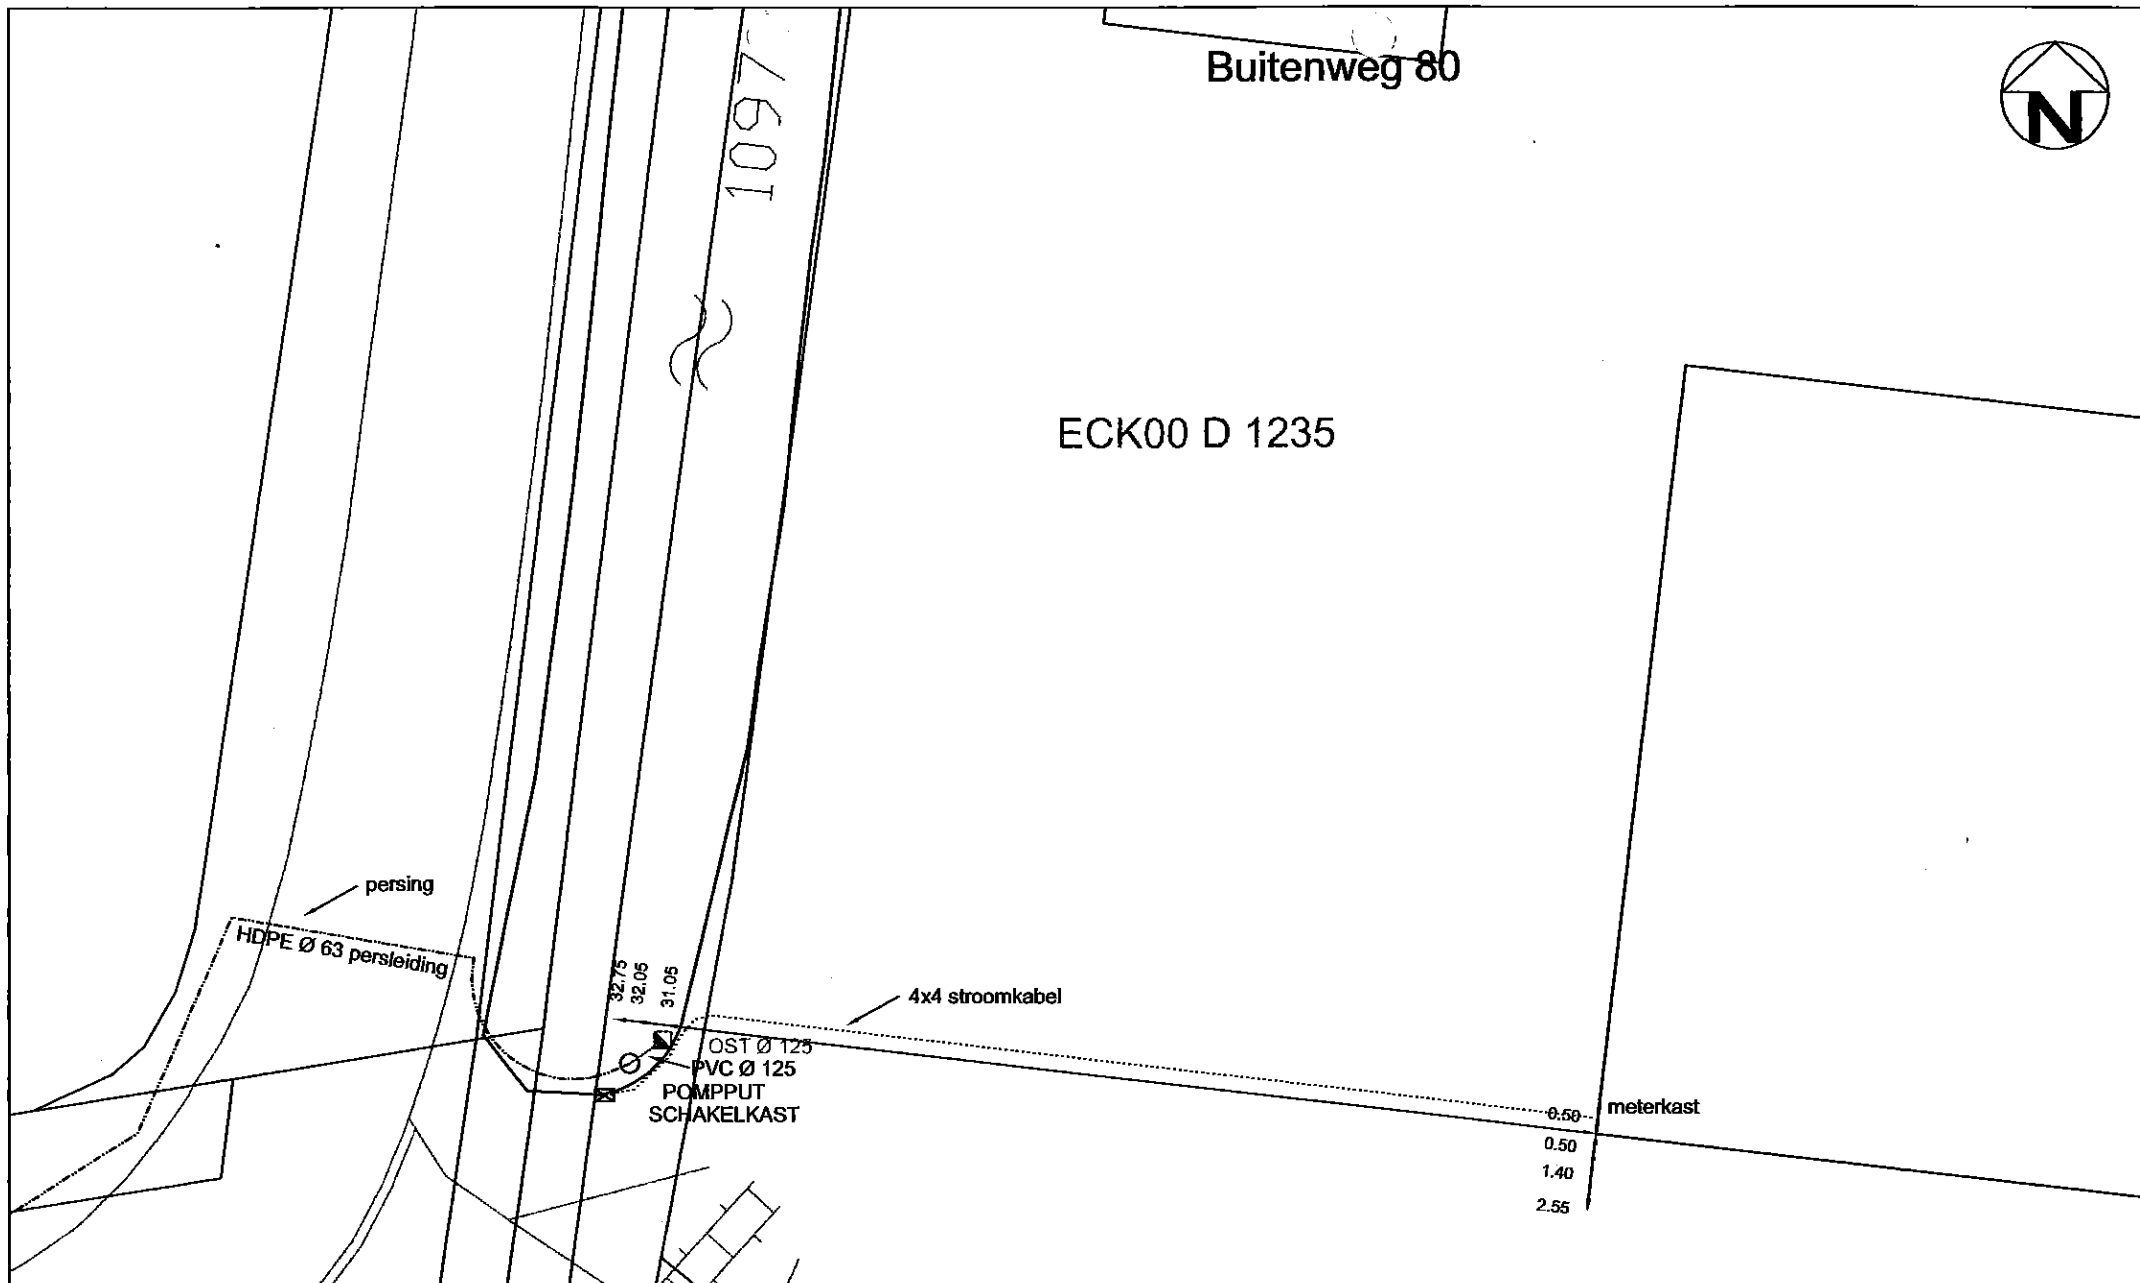 Buitenweg 80
N
1097
ECK00 D 1235
persing
HDPE Ø 63 persleiding
32.75
32.05
31.05
4x4 stroomkabel
OST Ø 125
PVC Ø 125
POMPPUT
SCHAKELKAST
0.50
meterkast
0.50
1.40
2.55